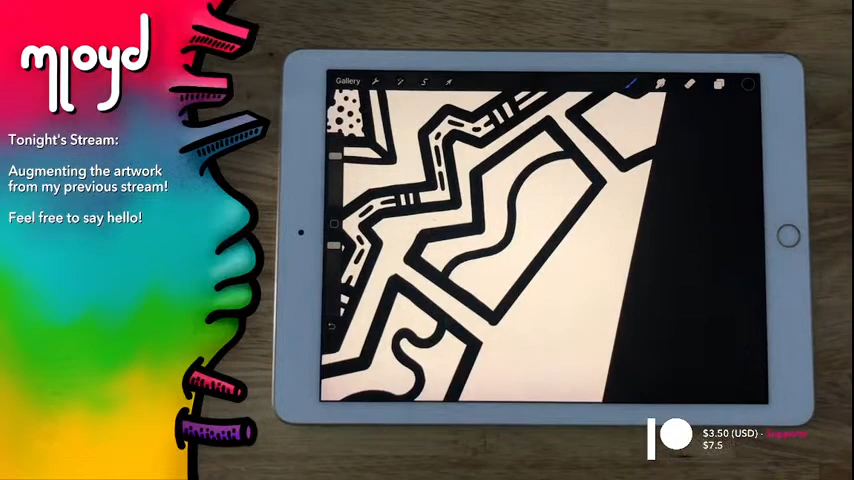 mloyd
Tonight's Stream:
Augmenting the artwork
from my previous stream!
Feel free to say hello!
Gallery
$3.50 (USD) -
$7.5